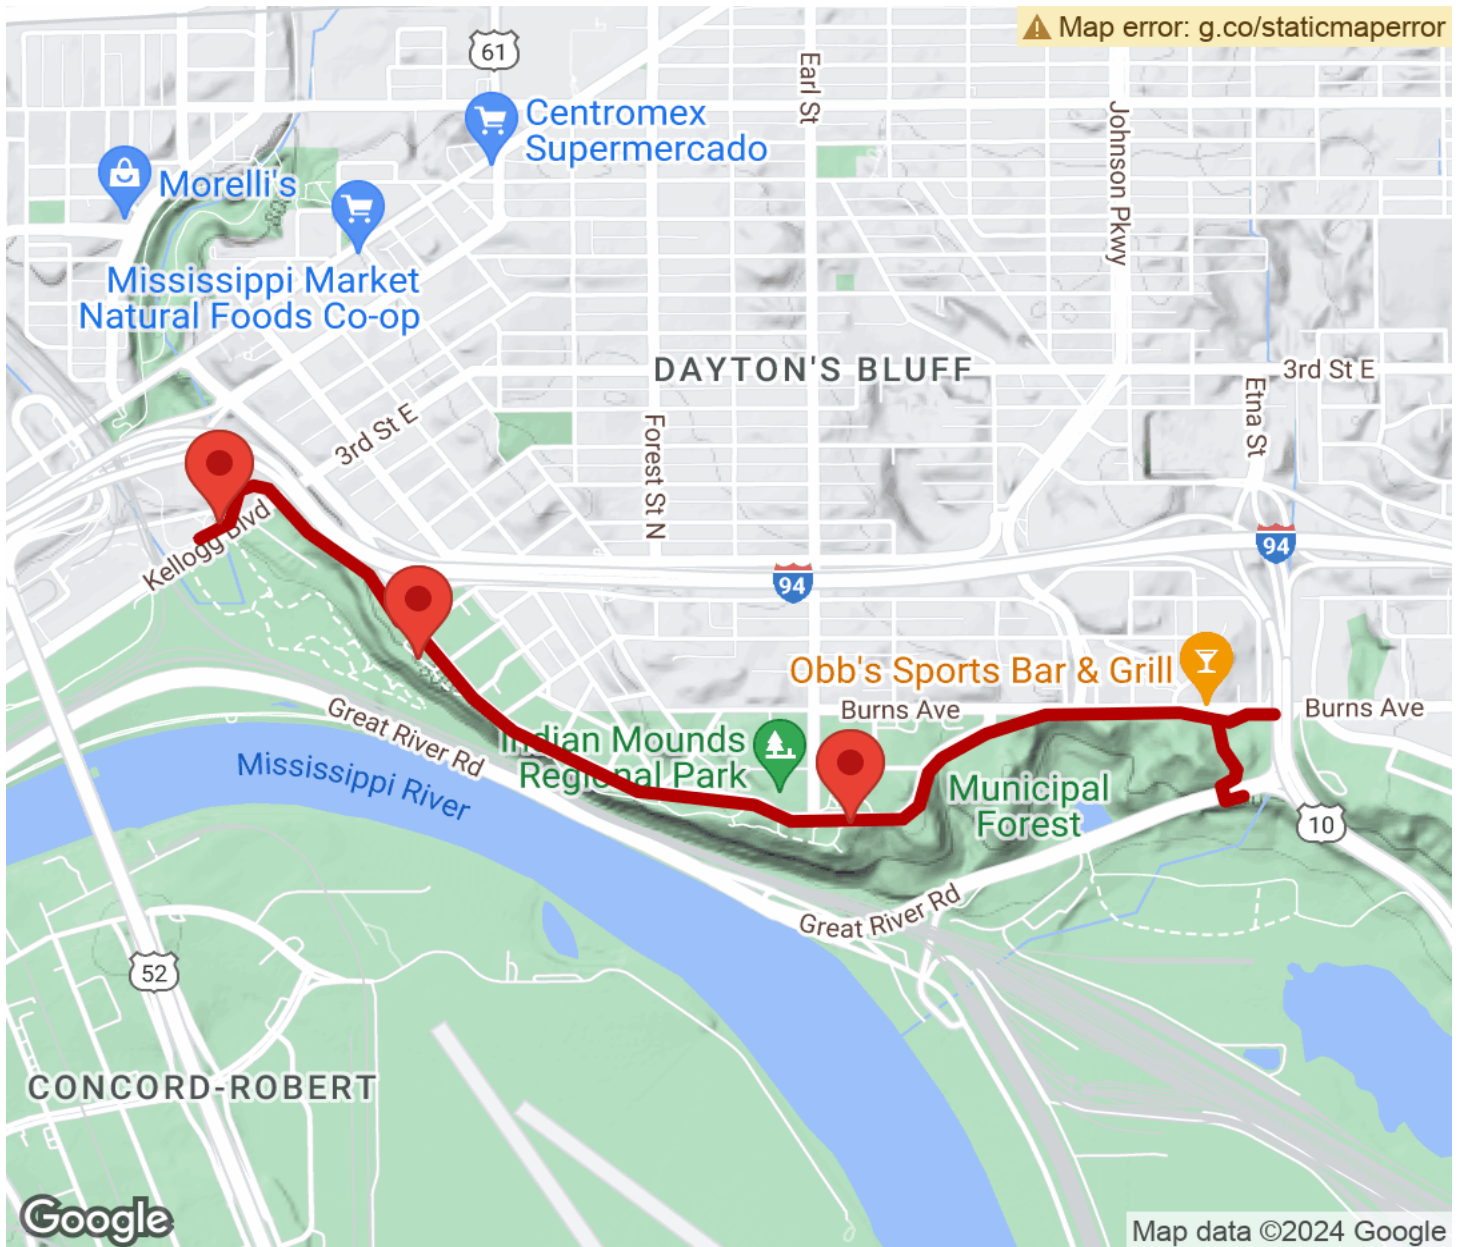 Map error: g.co/staticmaperror
61
Earl St
Centromex
Supermercado
Johnson Pkwy
Morelli's
Mississippi Market
Natural Foods Co-op
DAYTON'S BLUFF
3rd St E
Etna St
3rd St E
Forest St N
Kellogg Blvd
94
94
Obb's Sports Bar & Grill
Burns Ave
Burns Ave
Great River Rd
Indian Mounds
Regional Park
Mississippi River
Municipal
Forest
10
Great River Rd
52
CONCORD-ROBERT
Google
Map data ©2024 Google